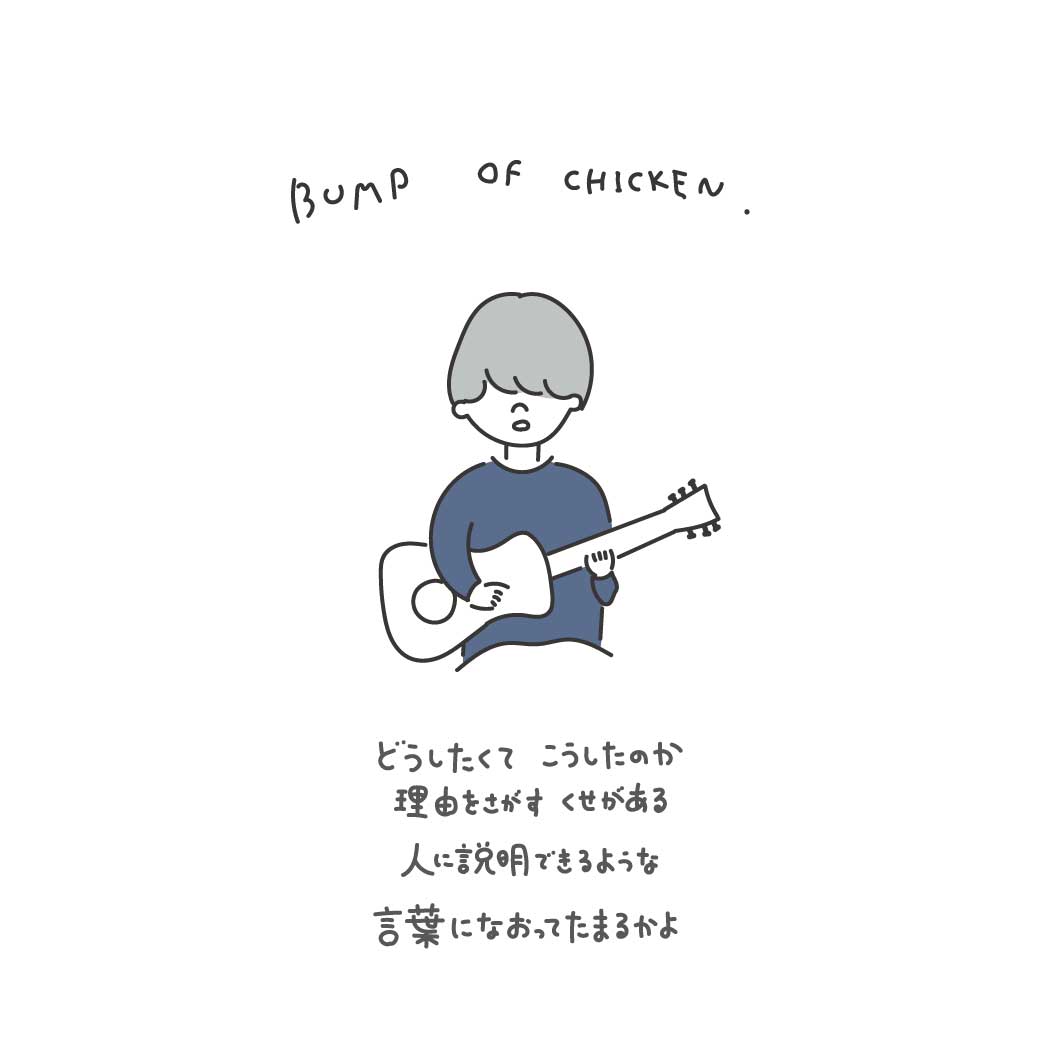 BUMP OF CHICKEN.
どうしたくて こうしたのか
理由をさがす くせがある
人に説明できるような
言葉になおってたまるかよ